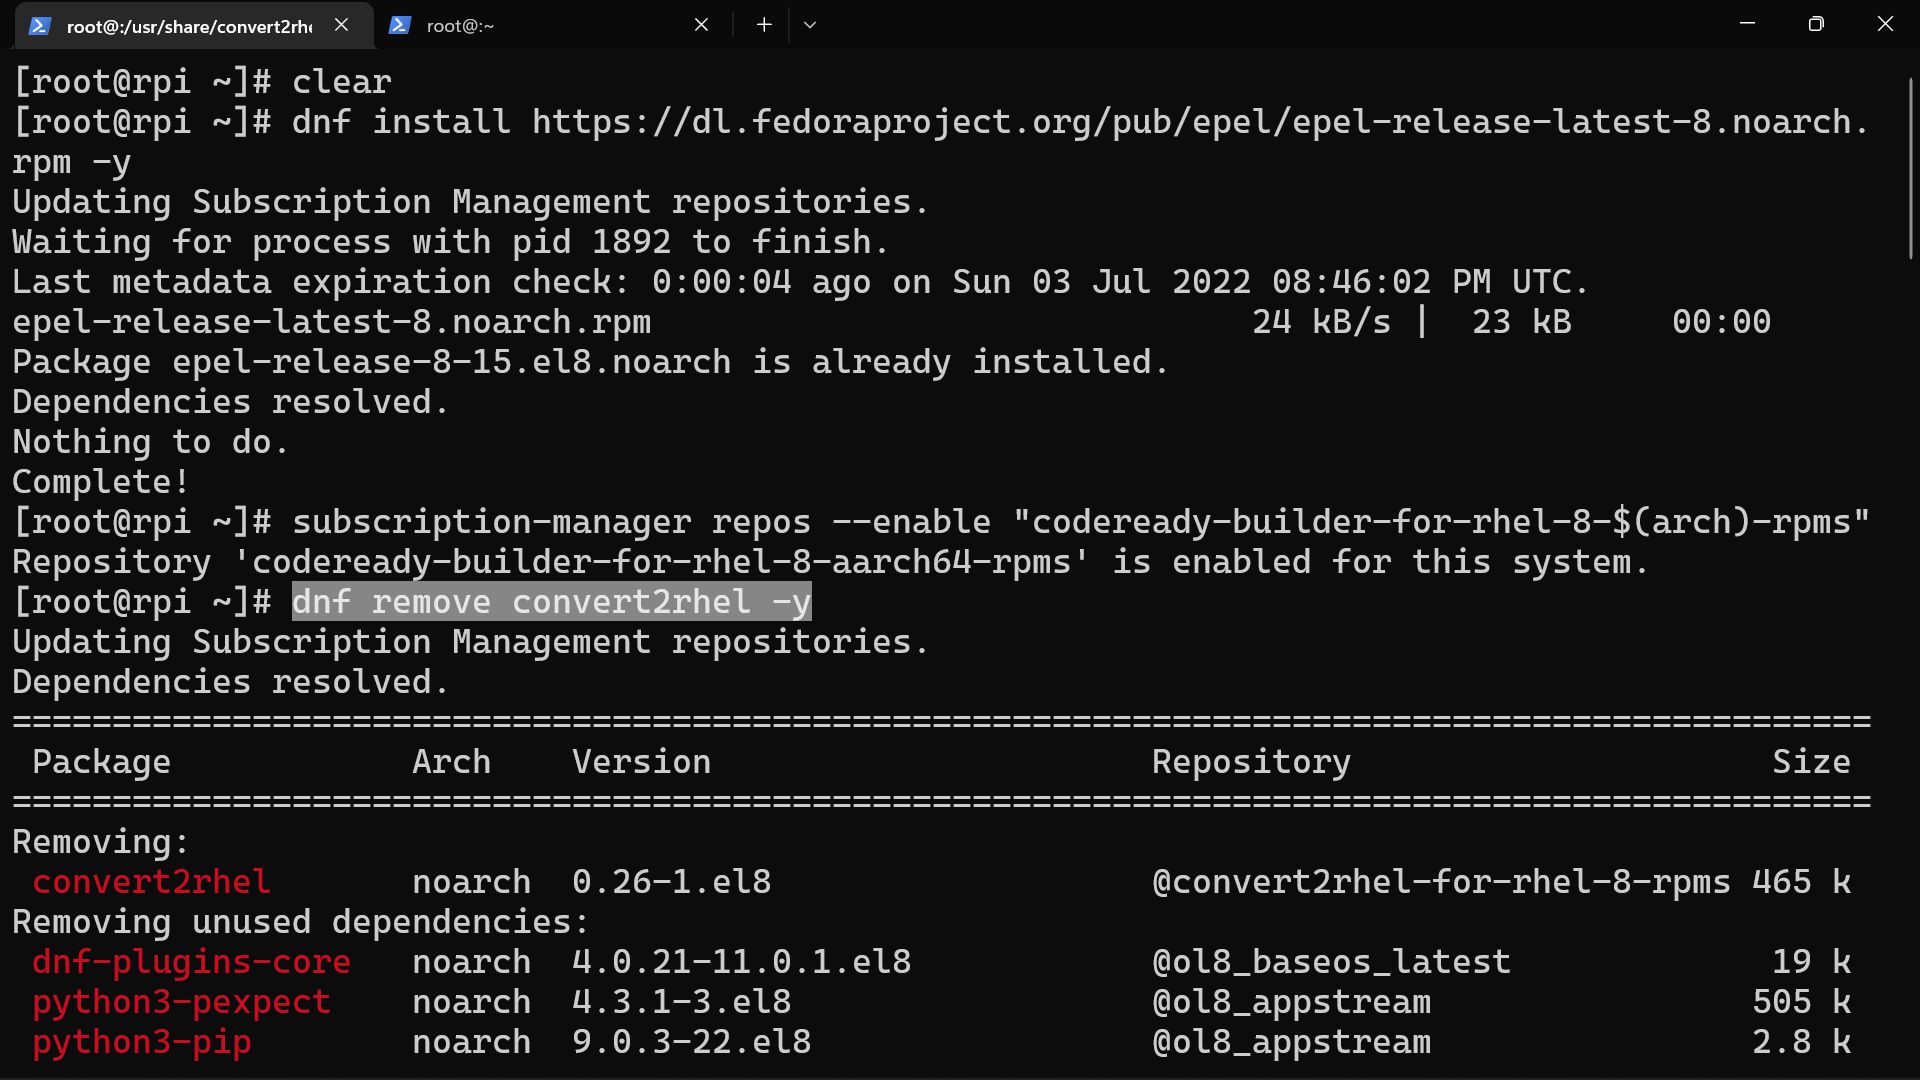 root@:/usr/share/convert2rhe
root@:~
[root@rpi ~]# clear
[root@rpi ~]# dnf install https://dl.fedoraproject.org/pub/epel/epel-release-latest-8.noarch.
rpm -y
Updating Subscription Management repositories.
Waiting for process with pid 1892 to finish.
Last metadata expiration check: 0:00:04 ago on Sun 03 Jul 2022 08:46:02 PM UTC.
epel-release-latest-8.noarch.rpm 24 kB/s | 23 kB 00:00
Package epel-release-8-15.el8.noarch is already installed.
Dependencies resolved.
Nothing to do.
Complete!
[root@rpi ~]# subscription-manager repos --enable "codeready-builder-for-rhel-8-$(arch)-rpms"
Repository 'codeready-builder-for-rhel-8-aarch64-rpms' is enabled for this system.
[root@rpi ~]# dnf remove convert2rhel -y
Updating Subscription Management repositories.
Dependencies resolved.
=============================================================================================
Package Arch Version Repository Size
=============================================================================================
Removing:
convert2rhel noarch 0.26-1.el8 @convert2rhel-for-rhel-8-rpms 465 k
Removing unused dependencies:
dnf-plugins-core noarch 4.0.21-11.0.1.el8 @ol8_baseos_latest 19 k
python3-pexpect noarch 4.3.1-3.el8 @ol8_appstream 505 k
python3-pip noarch 9.0.3-22.el8 @ol8_appstream 2.8 k